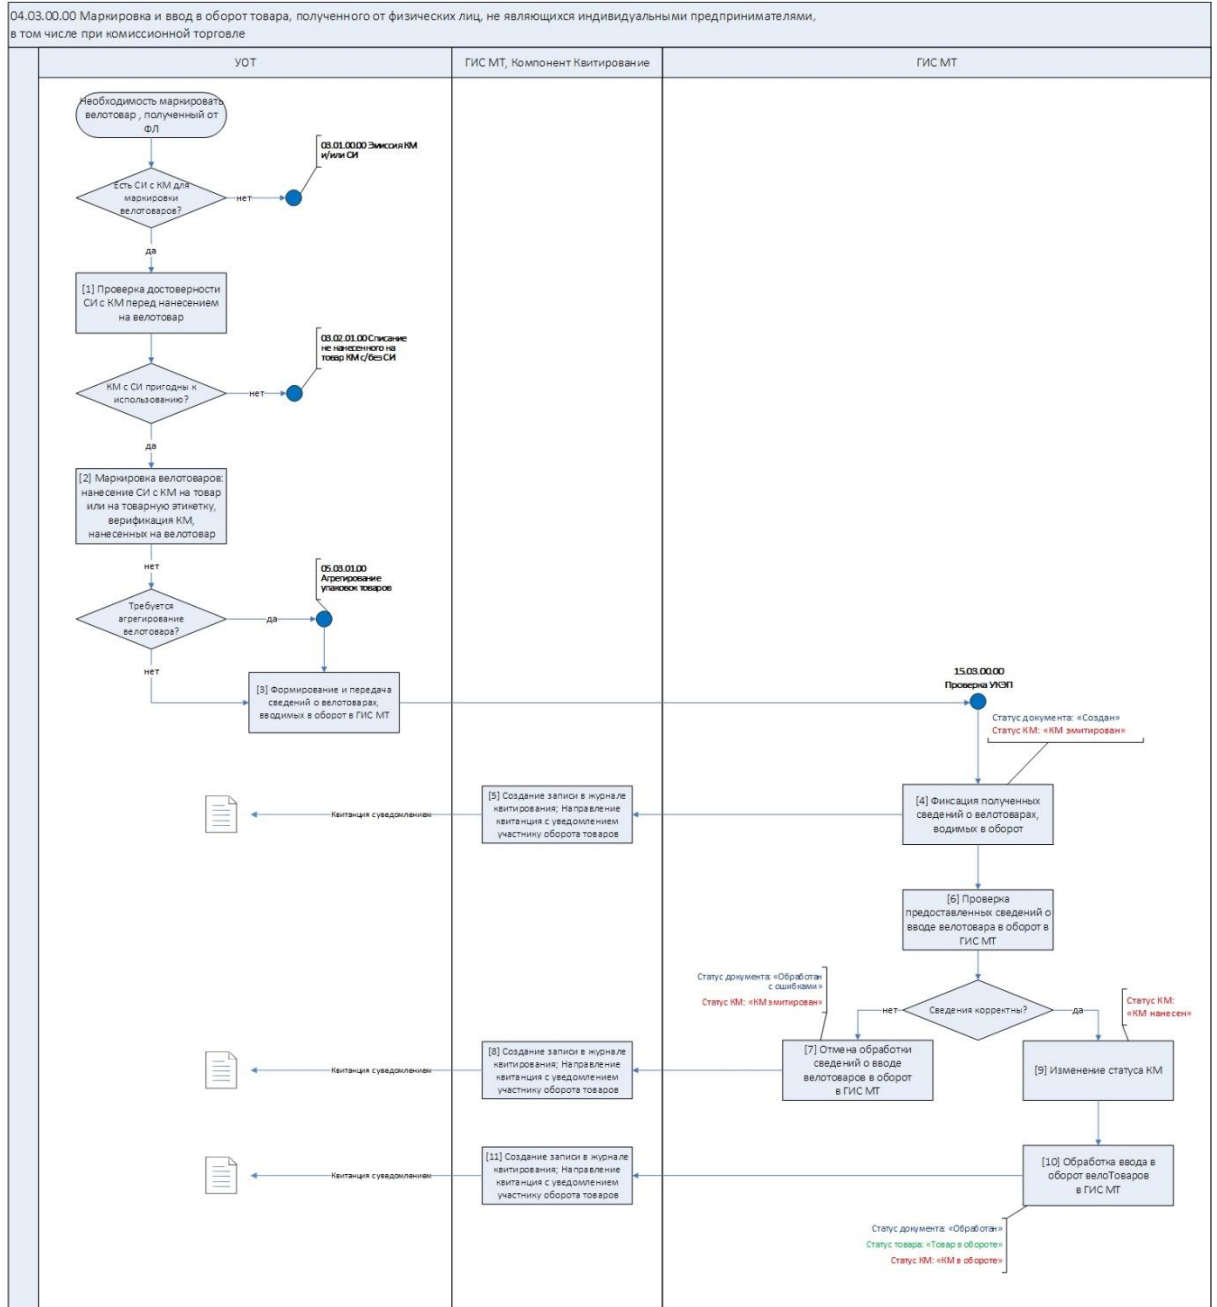 04.03.00.00 Маркировка и ввод в оборот товара, полученного от физических лиц, не являющихся индивидуальными предпринимателями,
в том числе при комиссионной торговле
УОТ
ГИС МТ, Компонент Квитирование
ГИС МТ
Необходимость маркировать
велотовар , полученный от
ФЛ
03.01.00.00 Эмиссия КМ
и/или СИ
Есть СИ с КМ для
маркировки
велотоваров?
нет
да
[1] Проверка достоверности
СИ с КМ перед нанесением
на велотовар
03.02.01.00 Списание
не нанесенного на
товар КМ с/без СИ
КМ с СИ пригодны к
использованию?
нет
да
[2] Маркировка велотоваров:
нанесение СИ с КМ на товар
или на товарную этикетку,
верификация КМ,
нанесенных на велотовар
нет
05.03.01.00
Агрегирование
упаковок товаров
Требуется
агрегирование
велотовара?
да
нет
[3] Формирование и передача
сведений о велотоварах,
вводимых в оборот в ГИС МТ
15.03.00.00
Проверка УКЭП
Статус документа: «Создан»
Статус КМ: «КМ эмитирован»
[4] Фиксация полученных
сведений о велотоварах,
водимых в оборот
[5] Создание записи в журнале
квитирования; Направление
квитанция с уведомлением
участнику оборота товаров
Квитанция с уведомлением
[6] Проверка
предоставленных сведений о
вводе велотовара в оборот в
ГИС МТ
Статус документа: «Обработан
с ошибками»
Статус КМ: «КМ эмитирован»
Сведения корректны?
нет
да
Статус КМ:
«КМ нанесен»
[7] Отмена обработки
сведений о вводе
велотоваров в оборот
в ГИС МТ
[8] Создание записи в журнале
квитирования; Направление
квитанция с уведомлением
участнику оборота товаров
Квитанция с уведомлением
[9] Изменение статуса КМ
[10] Обработка ввода в
оборот велоТоваров
в ГИС МТ
[11] Создание записи в журнале
квитирования; Направление
квитанция с уведомлением
участнику оборота товаров
Квитанция с уведомлением
Статус документа: «Обработан»
Статус товара: «Товар в обороте»
Статус КМ: «КМ в обороте»